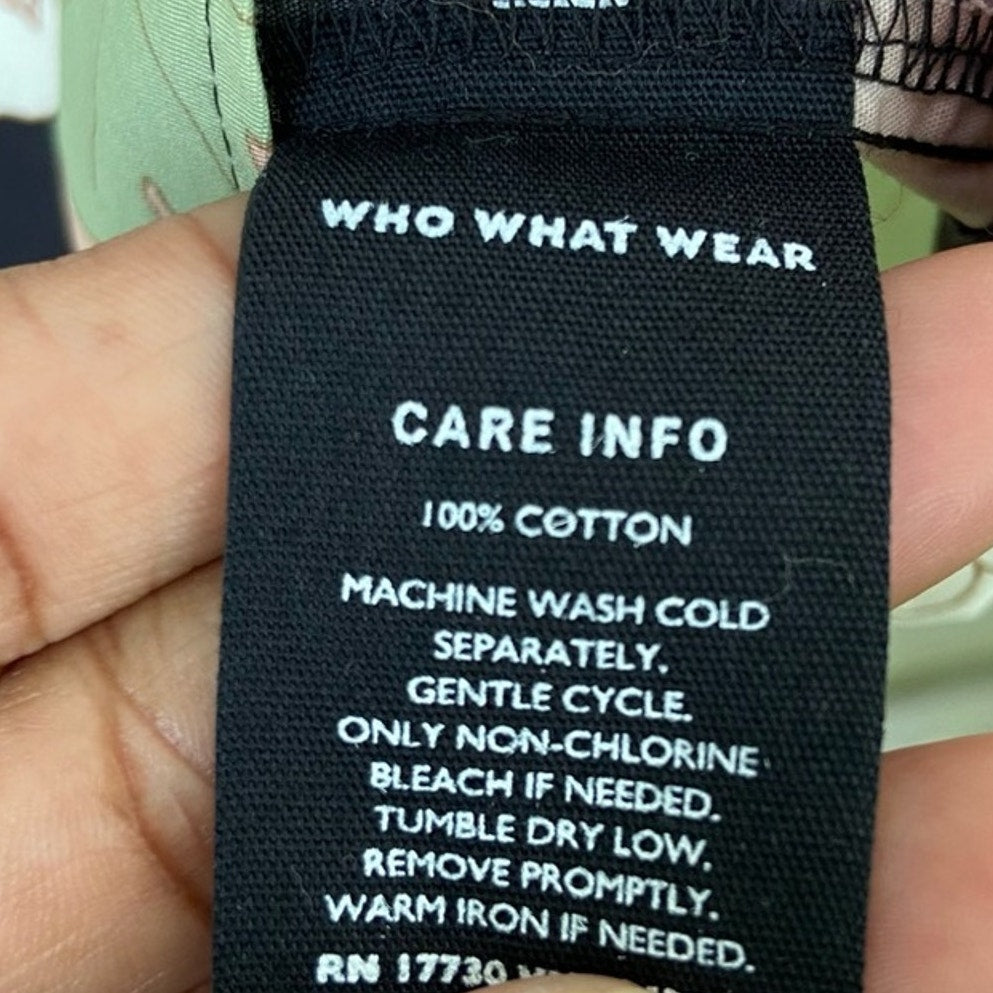 WHO WHAT WEAR
CARE INFO
100% COTTON
MACHINE WASH COLD
SEPARATELY.
GENTLE CYCLE.
ONLY NON-CHLORINE
BLEACH IF NEEDED.
TUMBLE DRY LOW.
REMOVE PROMPTLY.
WARM IRON IF NEEDED.
RN 17730